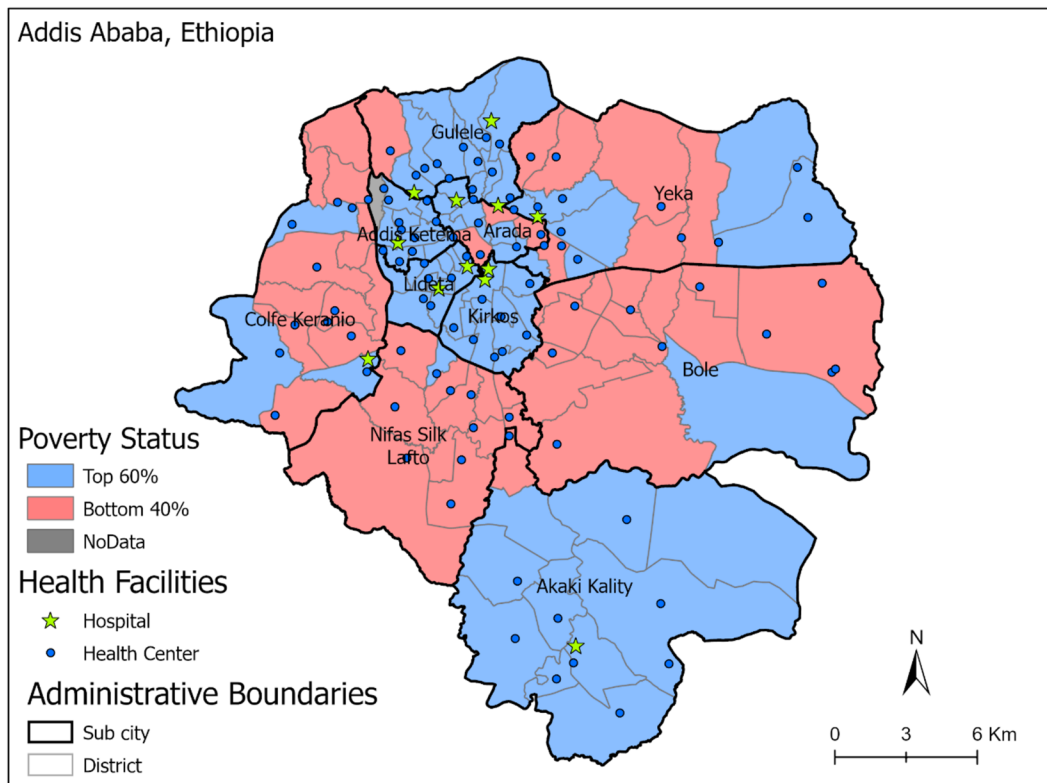 Addis Ababa, Ethiopia
Gulele
Yeka
Arada
Addis Ketema
Lideta
Kirkos
Colfe Keranio
Bole
Nifas Silk
Lafto
Akaki Kality
Poverty Status
Top 60%
Bottom 40%
NoData
Health Facilities
Hospital
Health Center
Administrative Boundaries
Sub city
District
N
0 3 6 Km